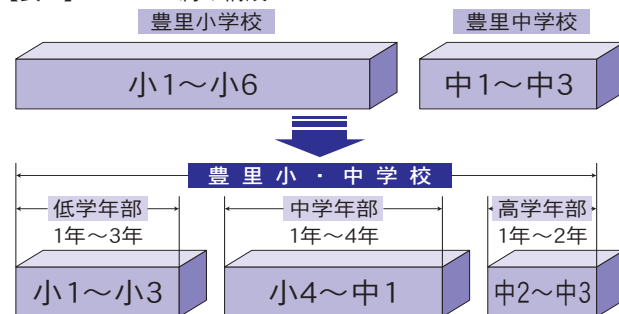 豊里小学校 豊里中学校
小1〜小6 中1〜中3
豊里小・中学校
低学年部 中学年部 高学年部
1年〜3年 1年〜4年 1年〜2年
小1〜小3 小4〜中1 中2〜中3